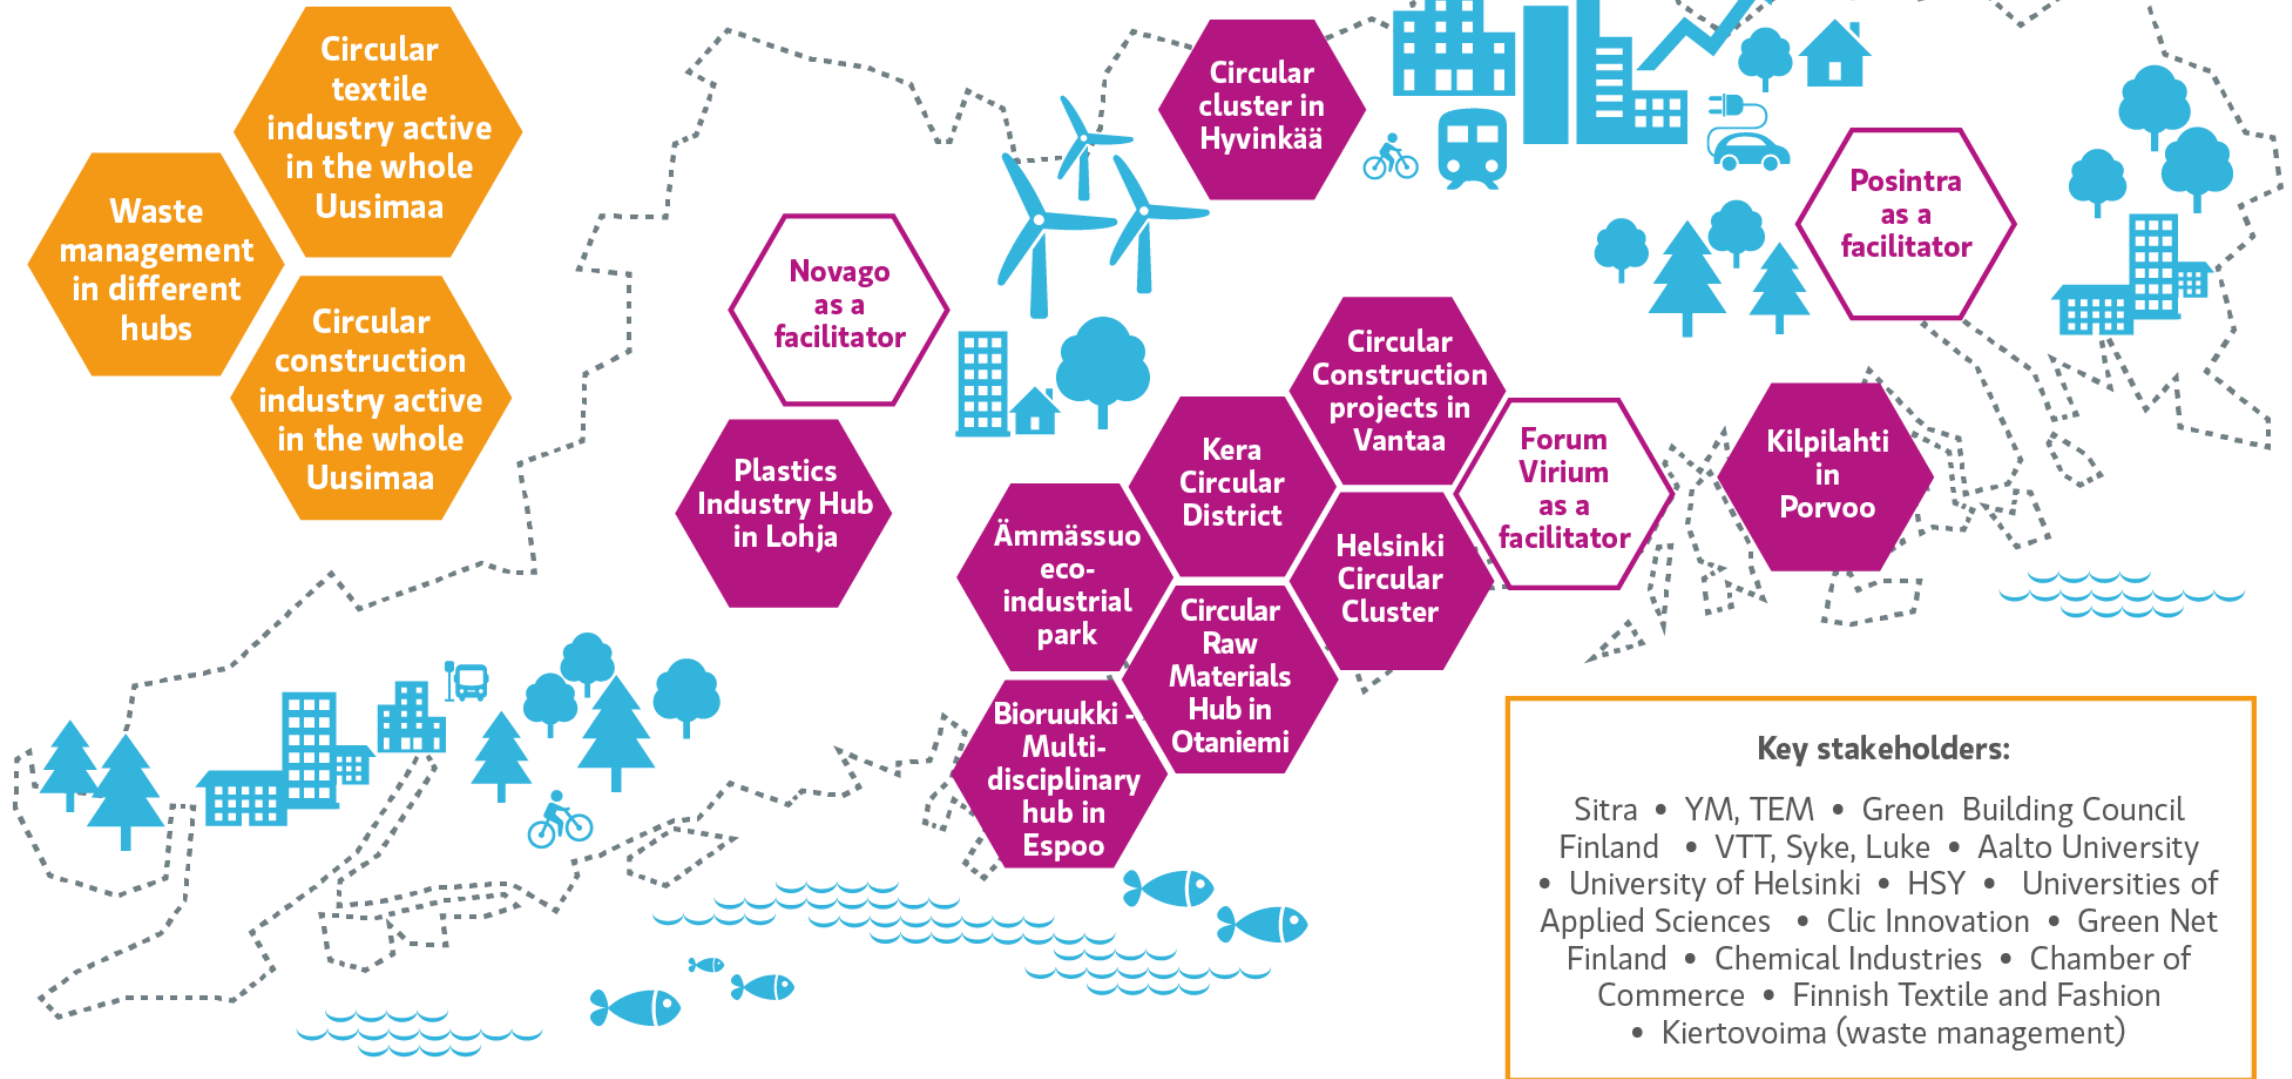 Circular
textile
industry active
in the whole
Uusimaa
Waste
management
in different
hubs
Circular
construction
industry active
in the whole
Uusimaa
Circular
cluster in
Hyvinkää
Posintra
as a
facilitator
Novago
as a
facilitator
Circular
Construction
projects in
Vantaa
Plastics
Industry Hub
in Lohja
Kera
Circular
District
Forum
Virium
as a
facilitator
Kilpilahti
in
Porvoo
Ämmässuo
eco-
industrial
park
Helsinki
Circular
Cluster
Circular
Raw
Materials
Hub in
Otaniemi
Bioruukki -
Multi-
disciplinary
hub in
Espoo
Key stakeholders:
Sitra • YM, TEM • Green Building Council
Finland • VTT, Syke, Luke • Aalto University
• University of Helsinki • HSY • Universities of
Applied Sciences • Clic Innovation • Green Net
Finland • Chemical Industries • Chamber of
Commerce • Finnish Textile and Fashion
• Kiertovoima (waste management)